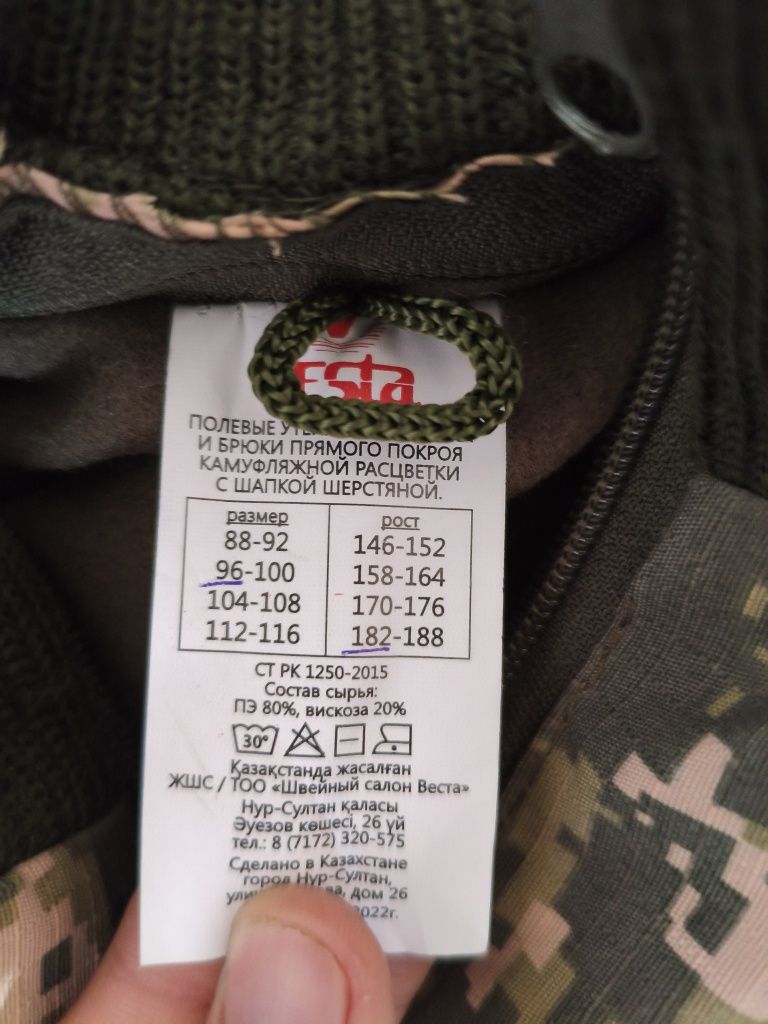 esta
ПОЛЕВЫЕ
И БРЮКИ ПРЯМОГО ПОКРОЯ
КАМУФЛЯЖНОЙ РАСЦВЕТКИ
С ШАПКОЙ ШЕРСТЯНОЙ.
размер рост
88-92 146-152
96-100 158-164
104-108 170-176
112-116 182-188
СТ РК 1250-2015
Состав сырья:
ПЭ 80%, вискоза 20%
30°
Қазақстанда жасалған
ЖШС / ТОО «Швейный салон Веста»
Нур-Султан қаласы
Әуезов көшесі, 26 үй
тел.: 8 (7172) 320-575
Сделано в Казахстане
город Нур-Султан,
дом 26
2022г.